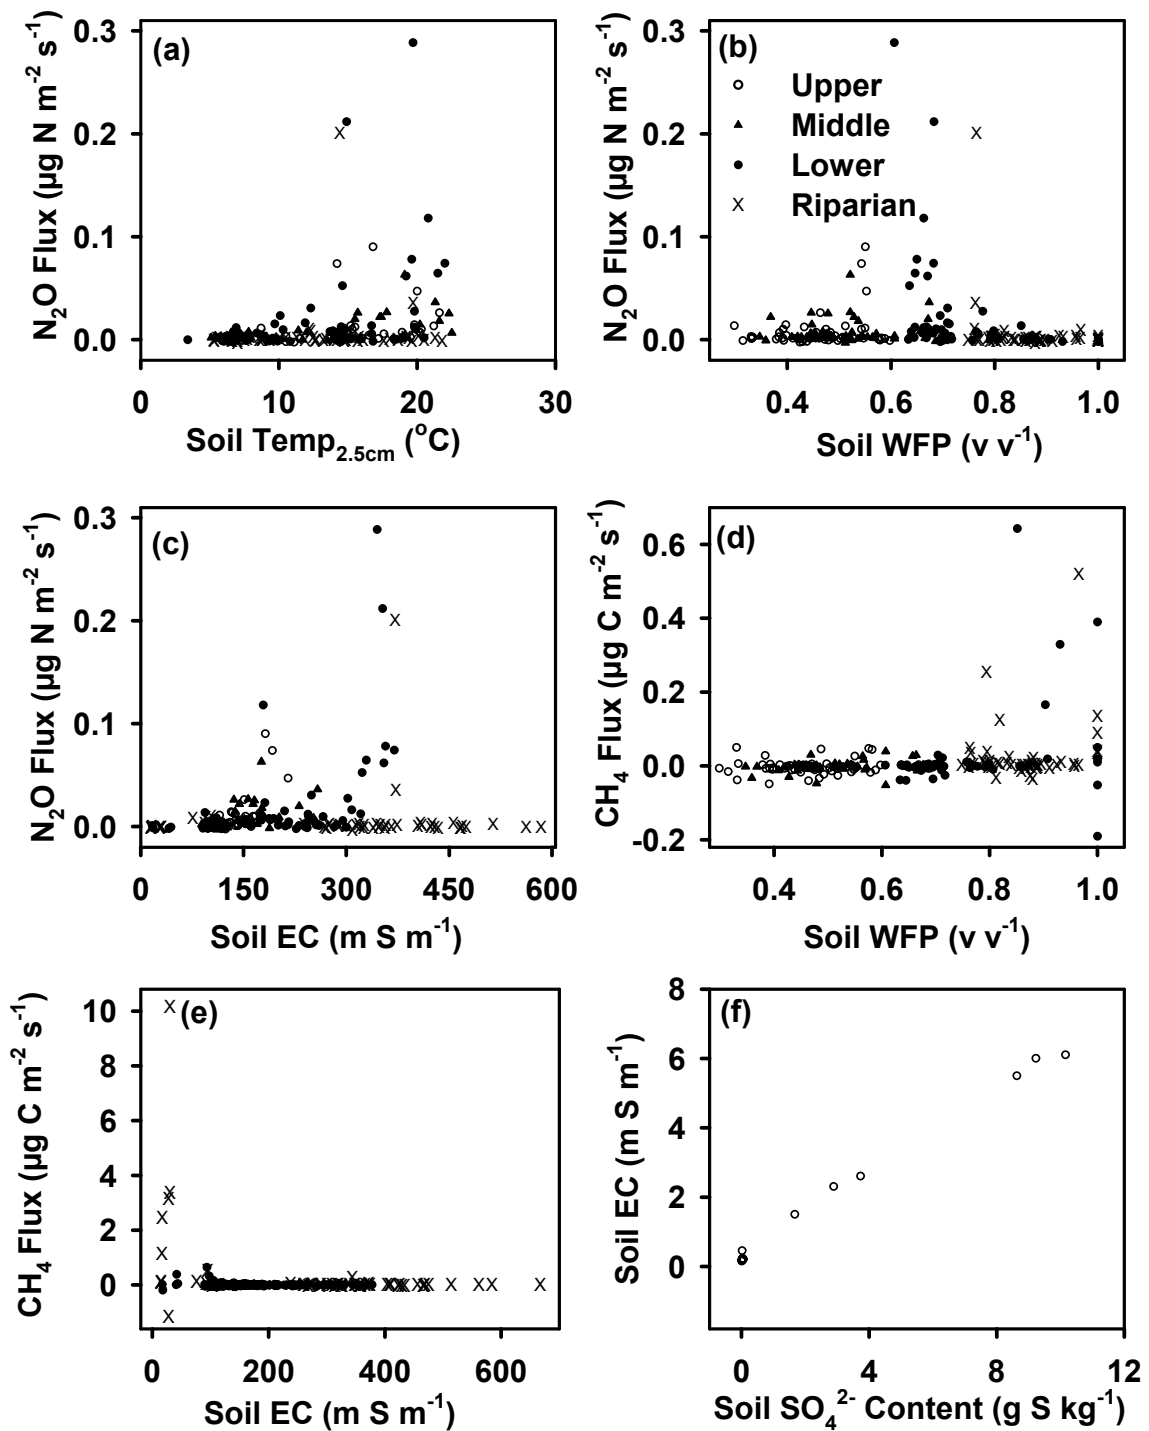 (a)
N₂O Flux (µg N m⁻² s⁻¹)
0.3
0.2
0.1
0.0
0 10 20 30
Soil Temp₂.₅cm (°C)
(b)
N₂O Flux (µg N m⁻² s⁻¹)
0.3
0.2
0.1
0.0
Upper
Middle
Lower
Riparian
0.4 0.6 0.8 1.0
Soil WFP (v v⁻¹)
(c)
N₂O Flux (µg N m⁻² s⁻¹)
0.3
0.2
0.1
0.0
0 150 300 450 600
Soil EC (m S m⁻¹)
(d)
CH₄ Flux (µg C m⁻² s⁻¹)
0.6
0.4
0.2
0.0
-0.2
0.4 0.6 0.8 1.0
Soil WFP (v v⁻¹)
(e)
CH₄ Flux (µg C m⁻² s⁻¹)
10
8
6
4
2
0
0 200 400 600
Soil EC (m S m⁻¹)
(f)
Soil EC (m S m⁻¹)
8
6
4
2
0
0 4 8 12
Soil SO₄²⁻ Content (g S kg⁻¹)